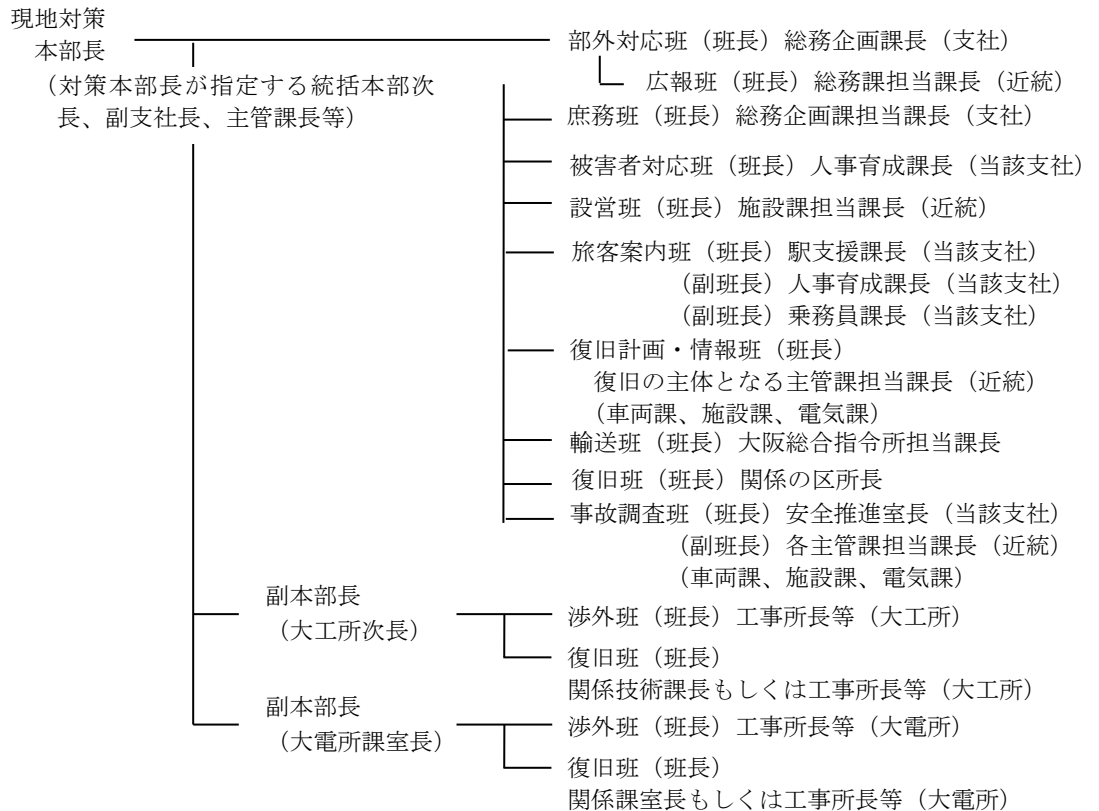 現地対策
本部長
（対策本部長が指定する統括本部次
長、副支社長、主管課長等）
部外対応班（班長）総務企画課長（支社）
広報班（班長）総務課担当課長（近統）
庶務班（班長）総務企画課担当課長（支社）
被害者対応班（班長）人事育成課長（当該支社）
設営班（班長）施設課担当課長（近統）
旅客案内班（班長）駅支援課長（当該支社）
（副班長）人事育成課長（当該支社）
（副班長）乗務員課長（当該支社）
復旧計画・情報班（班長）
復旧の主体となる主管課担当課長（近統）
（車両課、施設課、電気課）
輸送班（班長）大阪総合指令所担当課長
復旧班（班長）関係の区所長
事故調査班（班長）安全推進室長（当該支社）
（副班長）各主管課担当課長（近統）
（車両課、施設課、電気課）
副本部長
（大工所次長）
渉外班（班長）工事所長等（大工所）
復旧班（班長）
関係技術課長もしくは工事所長等（大工所）
副本部長
（大電所課室長）
渉外班（班長）工事所長等（大電所）
復旧班（班長）
関係課室長もしくは工事所長等（大電所）